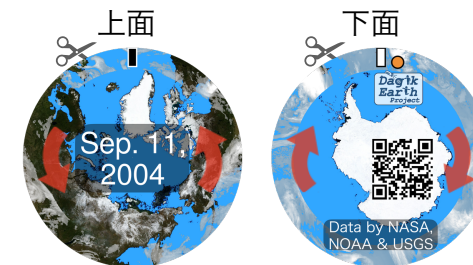 上面
下面
Sep. 11,
2004
Dagik
Earth
Project
Data by NASA,
NOAA & USGS